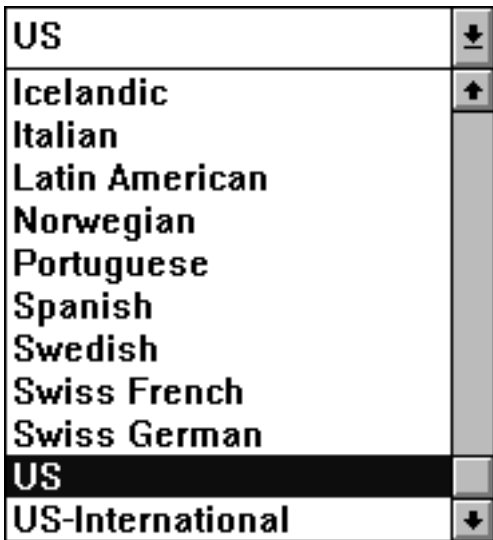 US
Icelandic
Italian
Latin American
Norwegian
Portuguese
Spanish
Swedish
Swiss French
Swiss German
US
US-International